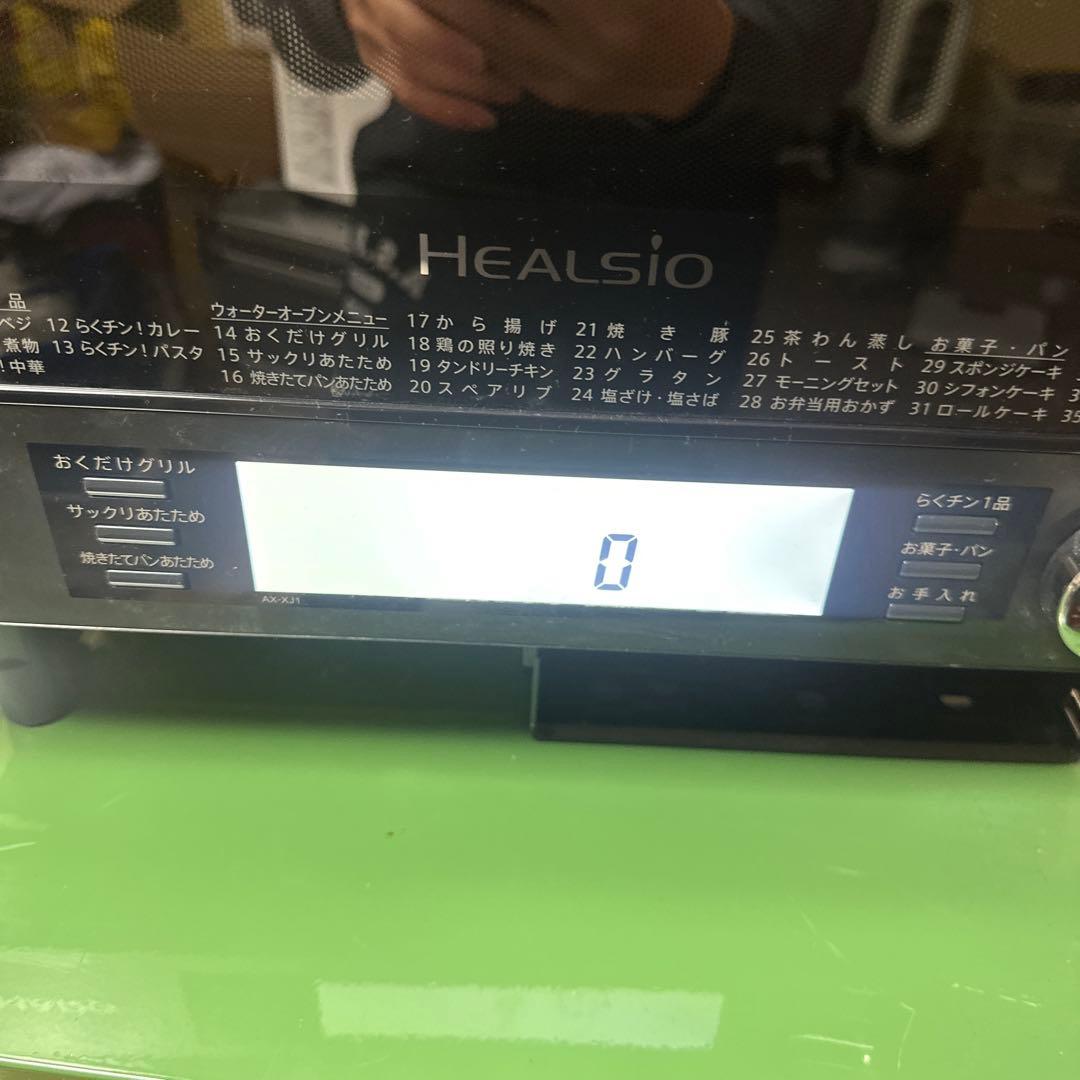 HEALSIO
品
ベジ 12 らくチン!カレー
煮物 13 らくチン!パスタ
!中華
ウォーターオーブンメニュー
14 おくだけグリル
15 サックリあたため
16 焼きたてパンあたため
17 から揚げ
18 鶏の照り焼き
19 タンドリーチキン
20 スペアリブ
21 焼き豚
22 ハンバーグ
23 グラタン
24 塩ざけ・塩さば
25 茶わん蒸し
26 トースト
27 モーニングセット
28 お弁当用おかず
お菓子・パン
29 スポンジケーキ
30 シフォンケーキ
31 ロールケーキ
35
おくだけグリル
サックリあたため
焼きたてパンあたため
0
AX-XJ1
らくチン1品
お菓子・パン
お手入れ